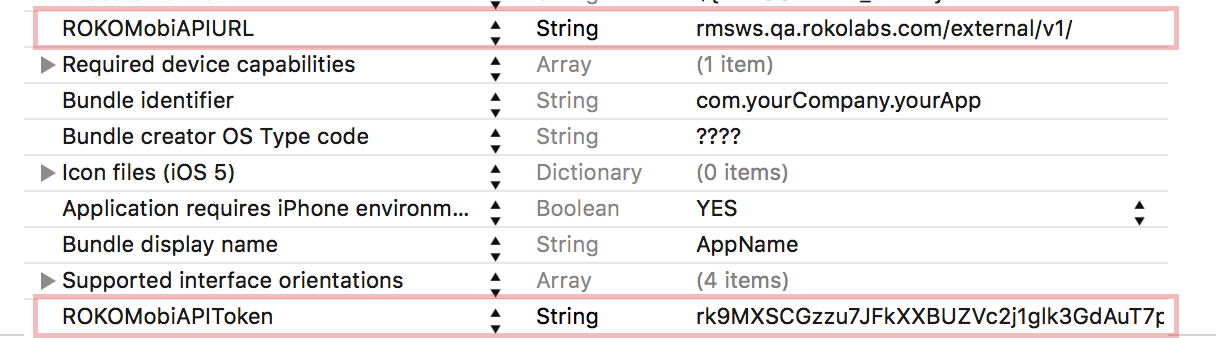 ROKOMobiAPIURL String rmsws.qa.rokolabs.com/external/v1/
Required device capabilities Array (1 item)
Bundle identifier String com.yourCompany.yourApp
Bundle creator OS Type code String ????
Icon files (iOS 5) Dictionary (0 items)
Application requires iPhone environm... Boolean YES
Bundle display name String AppName
Supported interface orientations Array (4 items)
ROKOMobiAPIToken String rk9MXSCGzzu7JFkXXBUZVc2j1glk3GdAuT7p